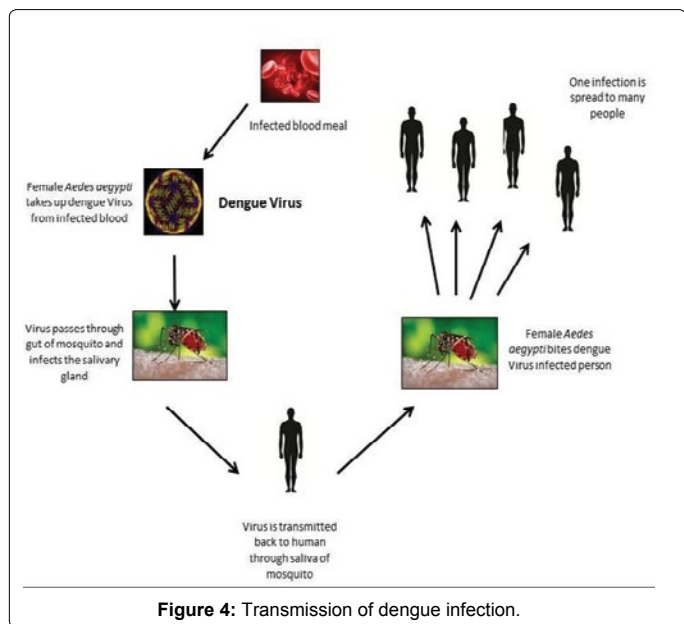 Infected blood meal
Female Aedes aegypti
takes up dengue Virus
from infected blood
Dengue Virus
Virus passes through
gut of mosquito and
infects the salivary
gland
Virus is transmitted
back to human
through saliva of
mosquito
Female Aedes
aegypti bites dengue
Virus infected person
One infection is
spread to many
people
Figure 4: Transmission of dengue infection.